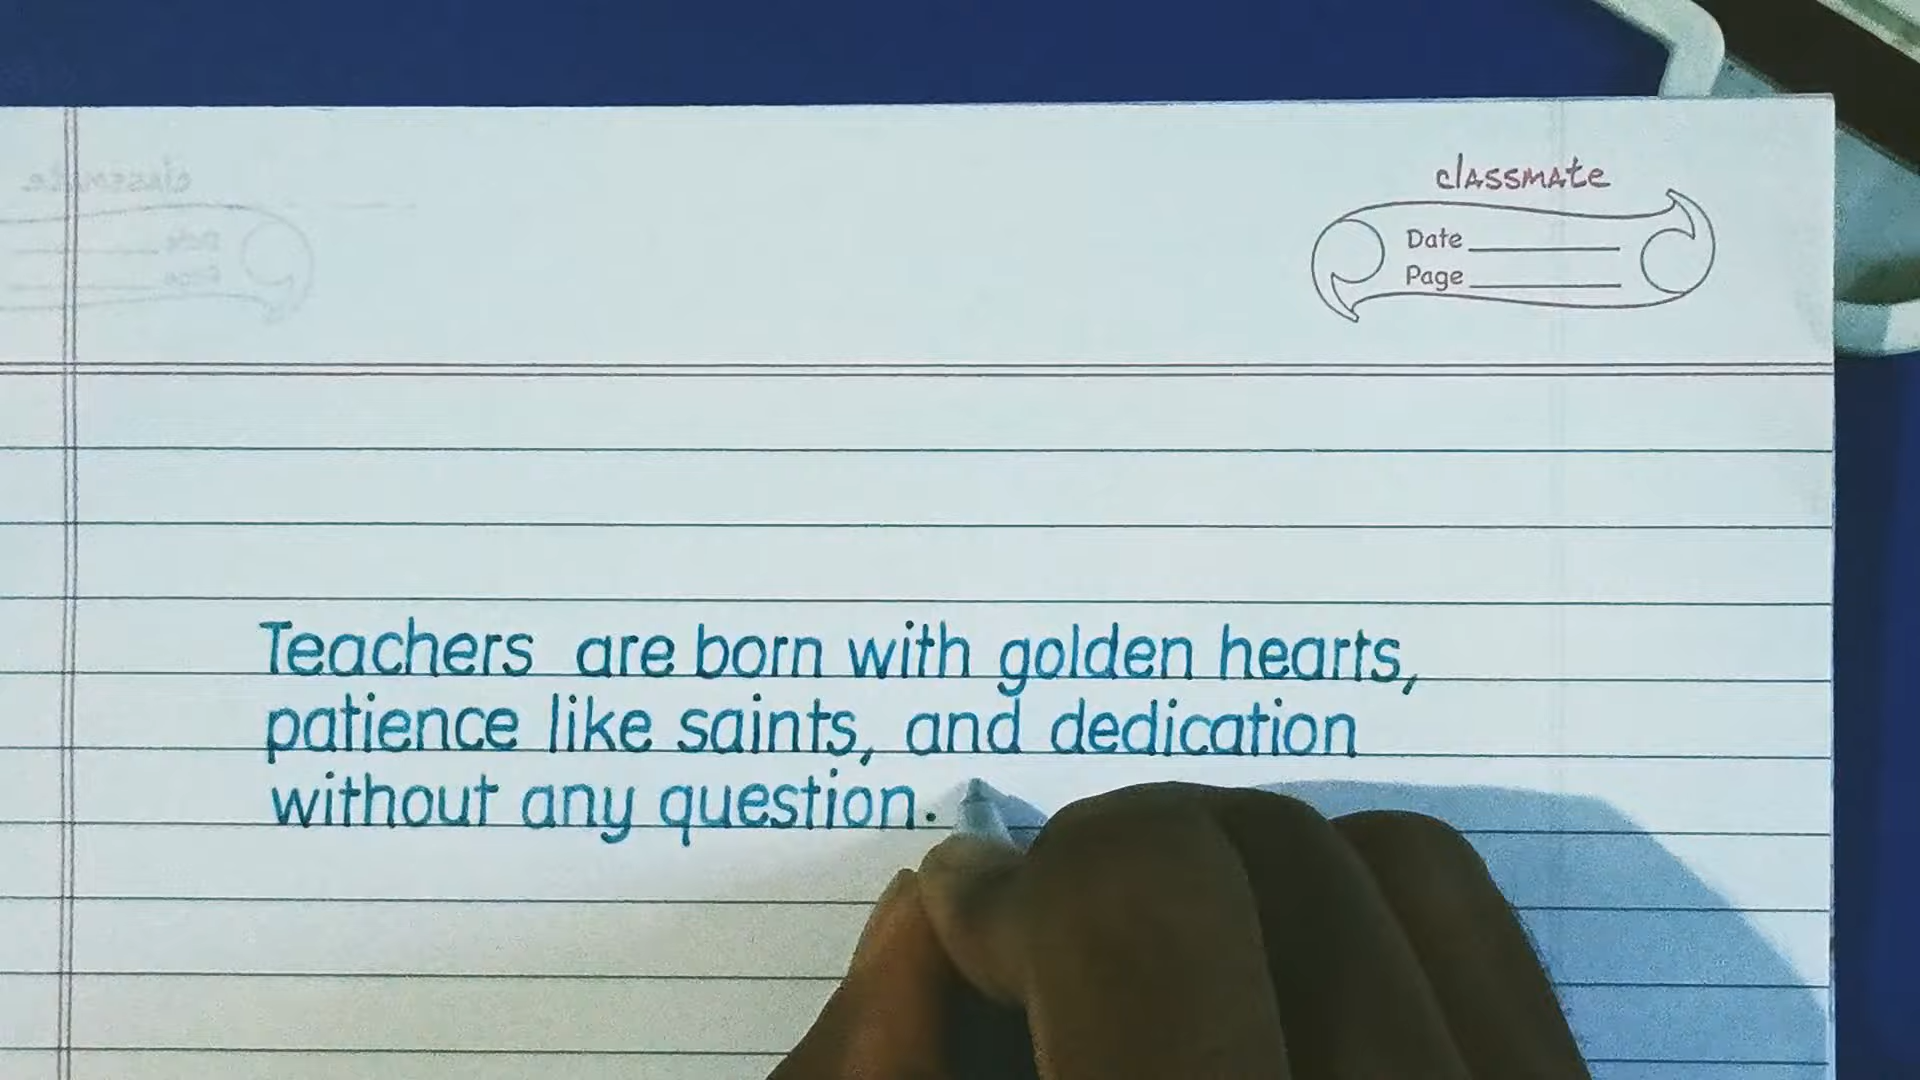 classmate
Date
Page
Teachers are born with golden hearts,
patience like saints, and dedication
without any question.